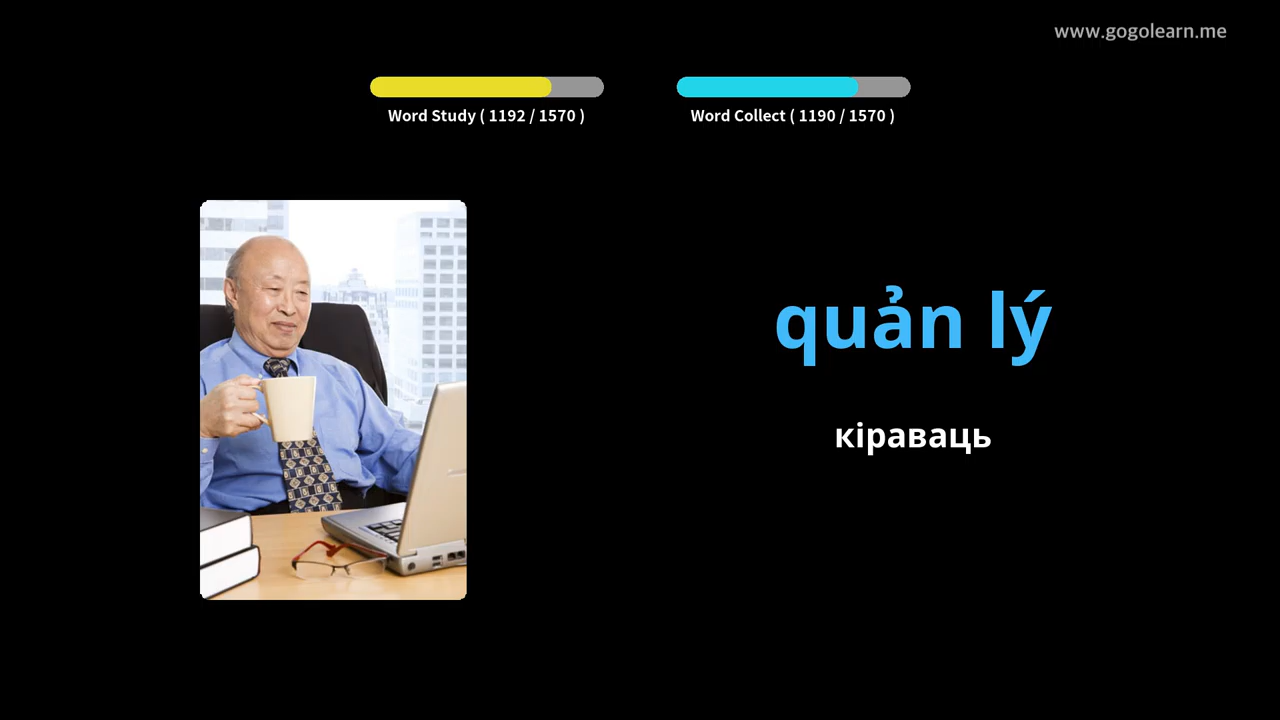 www.gogolearn.me
Word Study ( 1192 / 1570 )
Word Collect ( 1190 / 1570 )
quản lý
кіраваць